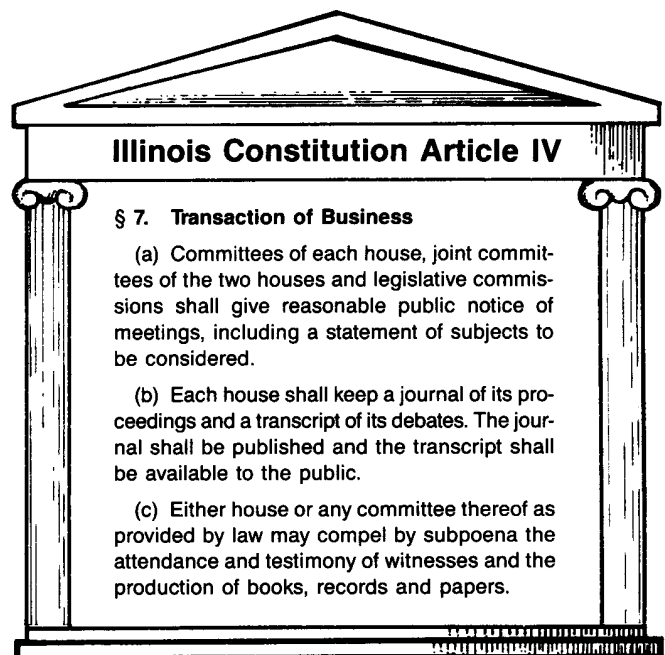 Illinois Constitution Article IV
§ 7. Transaction of Business
(a) Committees of each house, joint commit-
tees of the two houses and legislative commis-
sions shall give reasonable public notice of
meetings, including a statement of subjects to
be considered.
(b) Each house shall keep a journal of its pro-
ceedings and a transcript of its debates. The jour-
nal shall be published and the transcript shall
be available to the public.
(c) Either house or any committee thereof as
provided by law may compel by subpoena the
attendance and testimony of witnesses and the
production of books, records and papers.